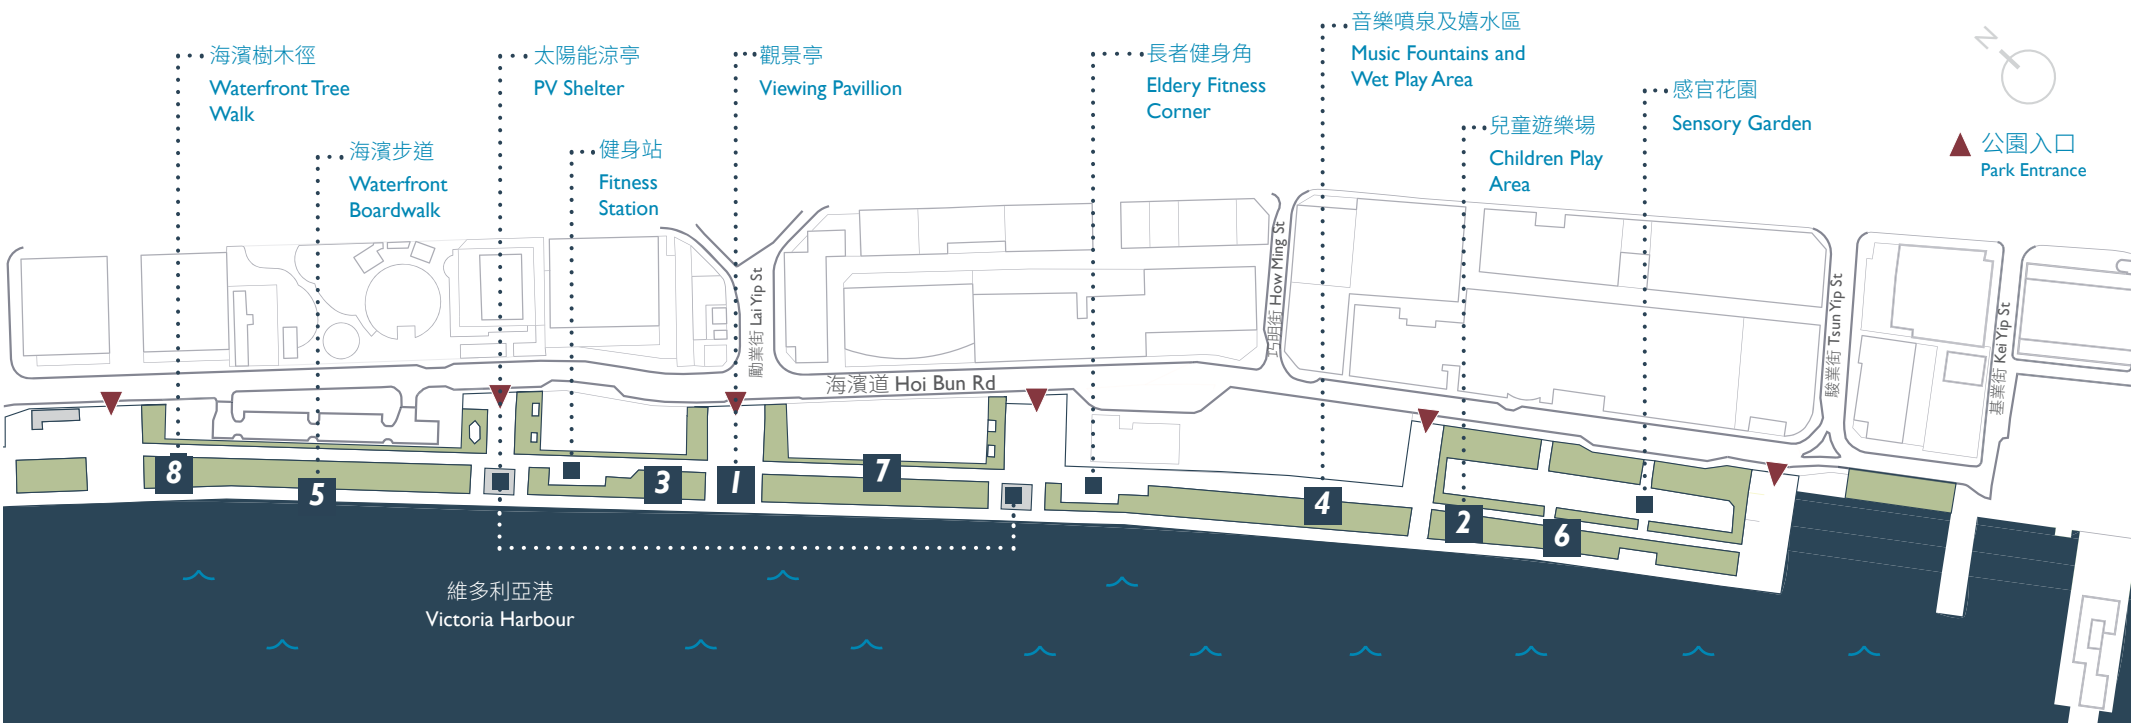 海濱樹木徑
Waterfront Tree
Walk
海濱步道
Waterfront
Boardwalk
太陽能涼亭
PV Shelter
健身站
Fitness
Station
觀景亭
Viewing Pavillion
長者健身角
Eldery Fitness
Corner
音樂噴泉及嬉水區
Music Fountains and
Wet Play Area
兒童遊樂場
Children Play
Area
感官花園
Sensory Garden
N
公園入口
Park Entrance
勵業街 Lai Yip St
巧明街 How Ming St
駿業街 Tsun Yip St
基業街 Kei Yip St
海濱道 Hoi Bun Rd
8
5
3
1
7
4
2
6
維多利亞港
Victoria Harbour